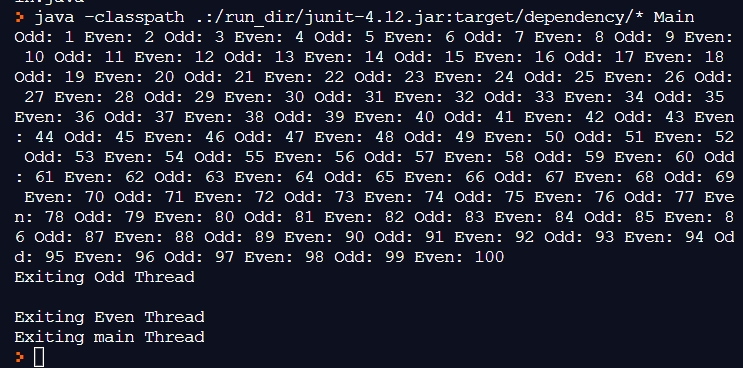 in.java
> java -classpath .:/run_dir/junit-4.12.jar:target/dependency/* Main
Odd: 1 Even: 2 Odd: 3 Even: 4 Odd: 5 Even: 6 Odd: 7 Even: 8 Odd: 9 Even:
 10 Odd: 11 Even: 12 Odd: 13 Even: 14 Odd: 15 Even: 16 Odd: 17 Even: 18
Odd: 19 Even: 20 Odd: 21 Even: 22 Odd: 23 Even: 24 Odd: 25 Even: 26 Odd:
 27 Even: 28 Odd: 29 Even: 30 Odd: 31 Even: 32 Odd: 33 Even: 34 Odd: 35
Even: 36 Odd: 37 Even: 38 Odd: 39 Even: 40 Odd: 41 Even: 42 Odd: 43 Even
: 44 Odd: 45 Even: 46 Odd: 47 Even: 48 Odd: 49 Even: 50 Odd: 51 Even: 52
 Odd: 53 Even: 54 Odd: 55 Even: 56 Odd: 57 Even: 58 Odd: 59 Even: 60 Odd
: 61 Even: 62 Odd: 63 Even: 64 Odd: 65 Even: 66 Odd: 67 Even: 68 Odd: 69
 Even: 70 Odd: 71 Even: 72 Odd: 73 Even: 74 Odd: 75 Even: 76 Odd: 77 Eve
n: 78 Odd: 79 Even: 80 Odd: 81 Even: 82 Odd: 83 Even: 84 Odd: 85 Even: 8
6 Odd: 87 Even: 88 Odd: 89 Even: 90 Odd: 91 Even: 92 Odd: 93 Even: 94 Od
d: 95 Even: 96 Odd: 97 Even: 98 Odd: 99 Even: 100
Exiting Odd Thread

Exiting Even Thread
Exiting main Thread
>